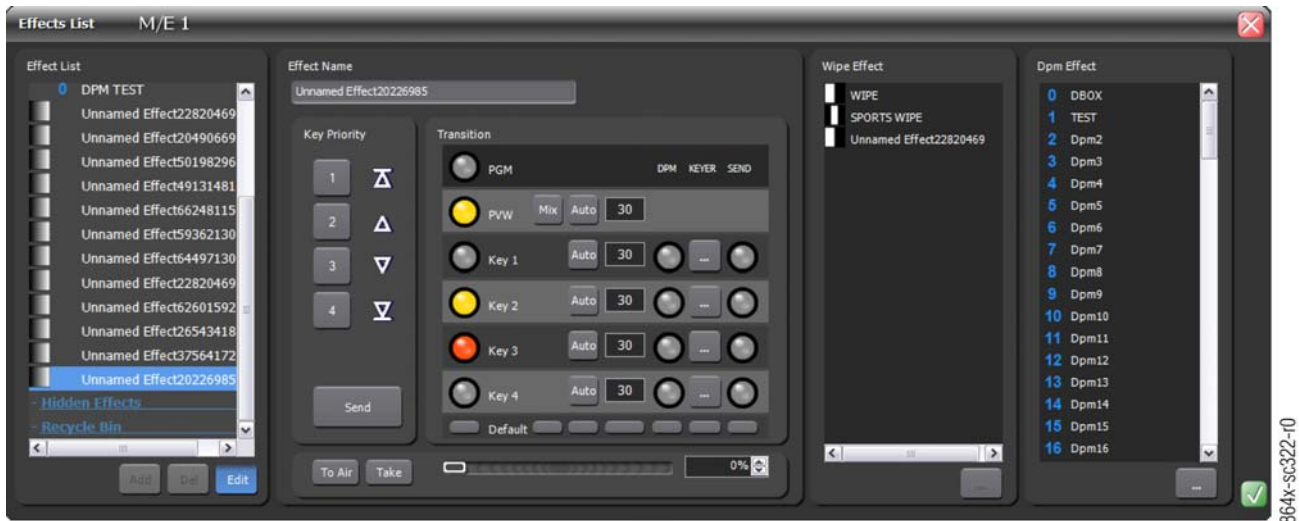 Effects List M/E 1
Effect List
0 DPM TEST
Unnamed Effect22820469
Unnamed Effect20490669
Unnamed Effect50198296
Unnamed Effect49131481
Unnamed Effect66248115
Unnamed Effect59362130
Unnamed Effect64497130
Unnamed Effect22820469
Unnamed Effect62601592
Unnamed Effect26543418
Unnamed Effect37564172
Unnamed Effect20226985
- Hidden Effects
- Recycle Bin
Add Del Edit
Effect Name
Unnamed Effect20226985
Key Priority
1
2
3
4
Send
Transition
PGM DPM KEYER SEND
PVW Mix Auto 30
Key 1 Auto 30 ...
Key 2 Auto 30 ...
Key 3 Auto 30 ...
Key 4 Auto 30 ...
Default
To Air Take 0%
Wipe Effect
WIPE
SPORTS WIPE
Unnamed Effect22820469
...
Dpm Effect
0 DBOX
1 TEST
2 Dpm2
3 Dpm3
4 Dpm4
5 Dpm5
6 Dpm6
7 Dpm7
8 Dpm8
9 Dpm9
10 Dpm10
11 Dpm11
12 Dpm12
13 Dpm13
14 Dpm14
15 Dpm15
16 Dpm16
...
864x-sc322-r0